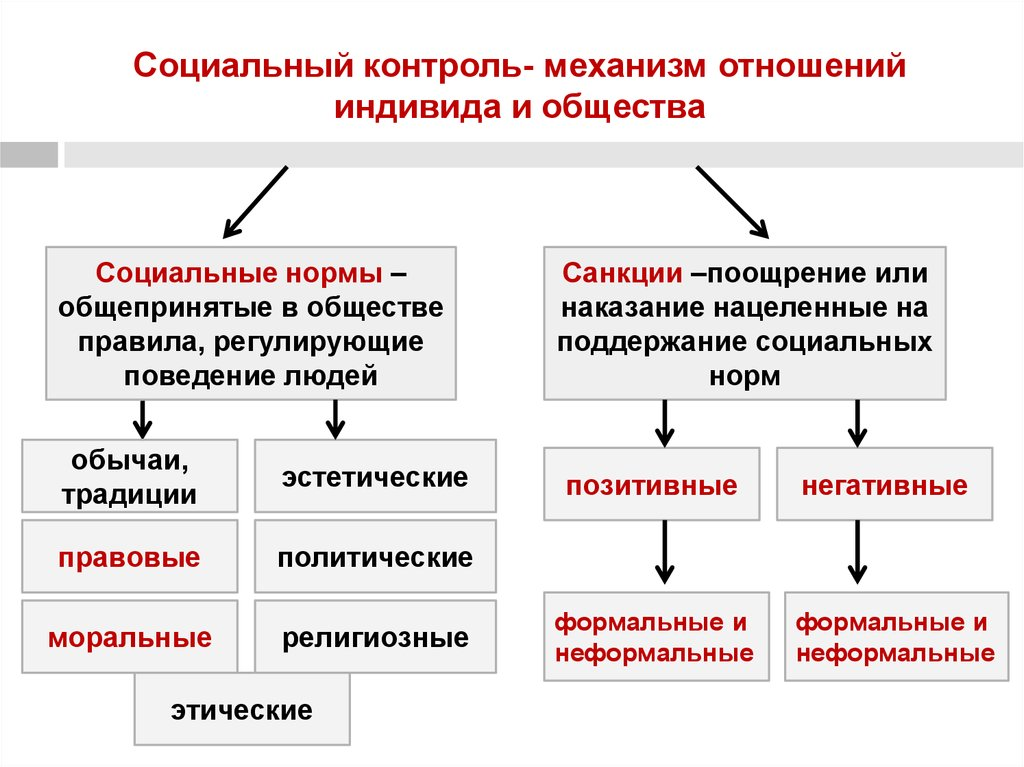 Социальный контроль- механизм отношений
индивида и общества
Социальные нормы –
общепринятые в обществе
правила, регулирующие
поведение людей
Санкции –поощрение или
наказание нацеленные на
поддержание социальных
норм
обычаи,
традиции
эстетические
позитивные
негативные
правовые
политические
моральные
религиозные
формальные и
неформальные
формальные и
неформальные
этические